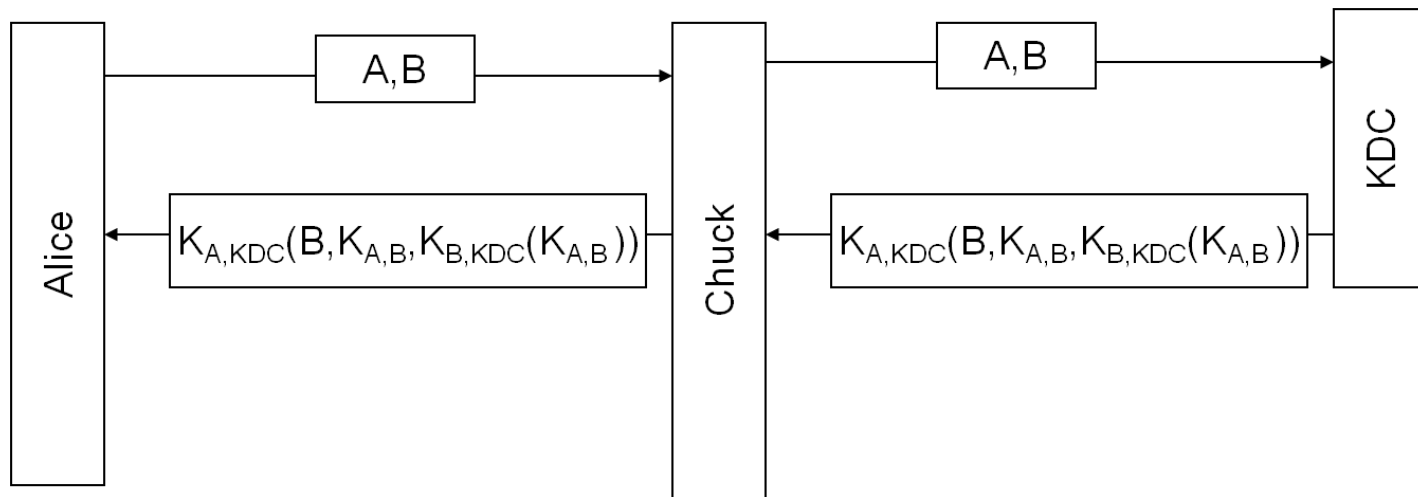 A,B
A,B
Alice
Chuck
KDC
K_A,KDC(B,K_A,B,K_B,KDC(K_A,B))
K_A,KDC(B,K_A,B,K_B,KDC(K_A,B))